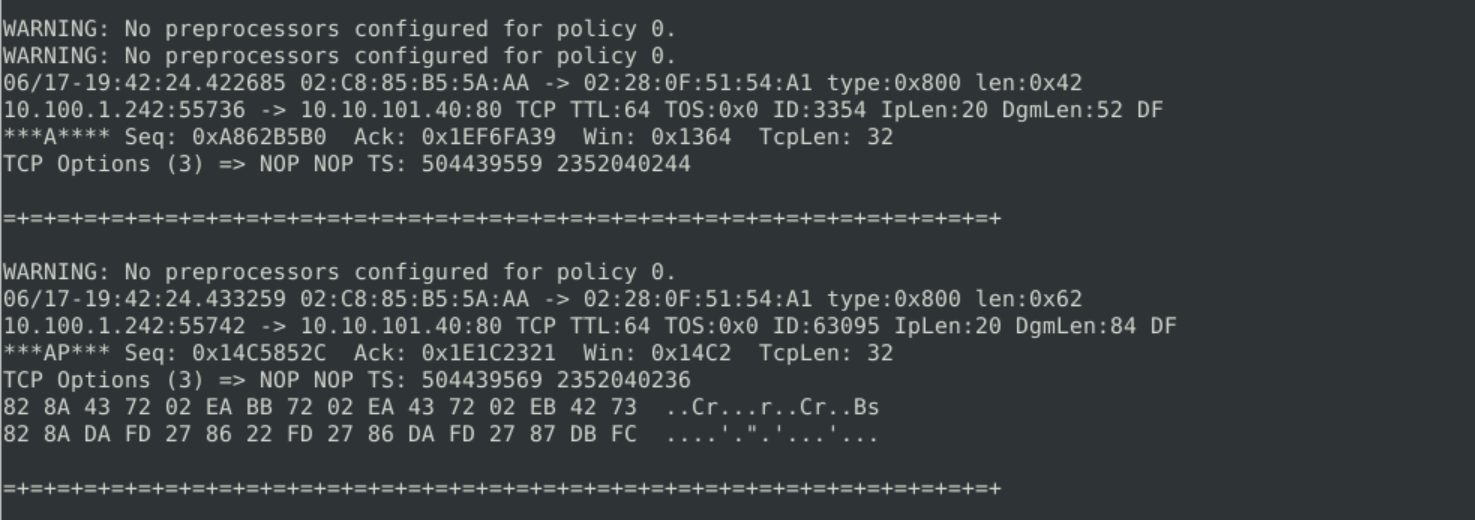 WARNING: No preprocessors configured for policy 0.
WARNING: No preprocessors configured for policy 0.
06/17-19:42:24.422685 02:C8:85:B5:5A:AA -> 02:28:0F:51:54:A1 type:0x800 len:0x42
10.100.1.242:55736 -> 10.10.101.40:80 TCP TTL:64 TOS:0x0 ID:3354 IpLen:20 DgmLen:52 DF
***A**** Seq: 0xA862B5B0  Ack: 0x1EF6FA39  Win: 0x1364  TcpLen: 32
TCP Options (3) => NOP NOP TS: 504439559 2352040244
=+=+=+=+=+=+=+=+=+=+=+=+=+=+=+=+=+=+=+=+=+=+=+=+=+=+=+=+=+=+=+=+=+=+=+=+=+
WARNING: No preprocessors configured for policy 0.
06/17-19:42:24.433259 02:C8:85:B5:5A:AA -> 02:28:0F:51:54:A1 type:0x800 len:0x62
10.100.1.242:55742 -> 10.10.101.40:80 TCP TTL:64 TOS:0x0 ID:63095 IpLen:20 DgmLen:84 DF
***AP*** Seq: 0x14C5852C  Ack: 0x1E1C2321  Win: 0x14C2  TcpLen: 32
TCP Options (3) => NOP NOP TS: 504439569 2352040236
82 8A 43 72 02 EA BB 72 02 EA 43 72 02 EB 42 73  ..Cr...r..Cr..Bs
82 8A DA FD 27 86 22 FD 27 86 DA FD 27 87 DB FC  ....'.".'...'...
=+=+=+=+=+=+=+=+=+=+=+=+=+=+=+=+=+=+=+=+=+=+=+=+=+=+=+=+=+=+=+=+=+=+=+=+=+